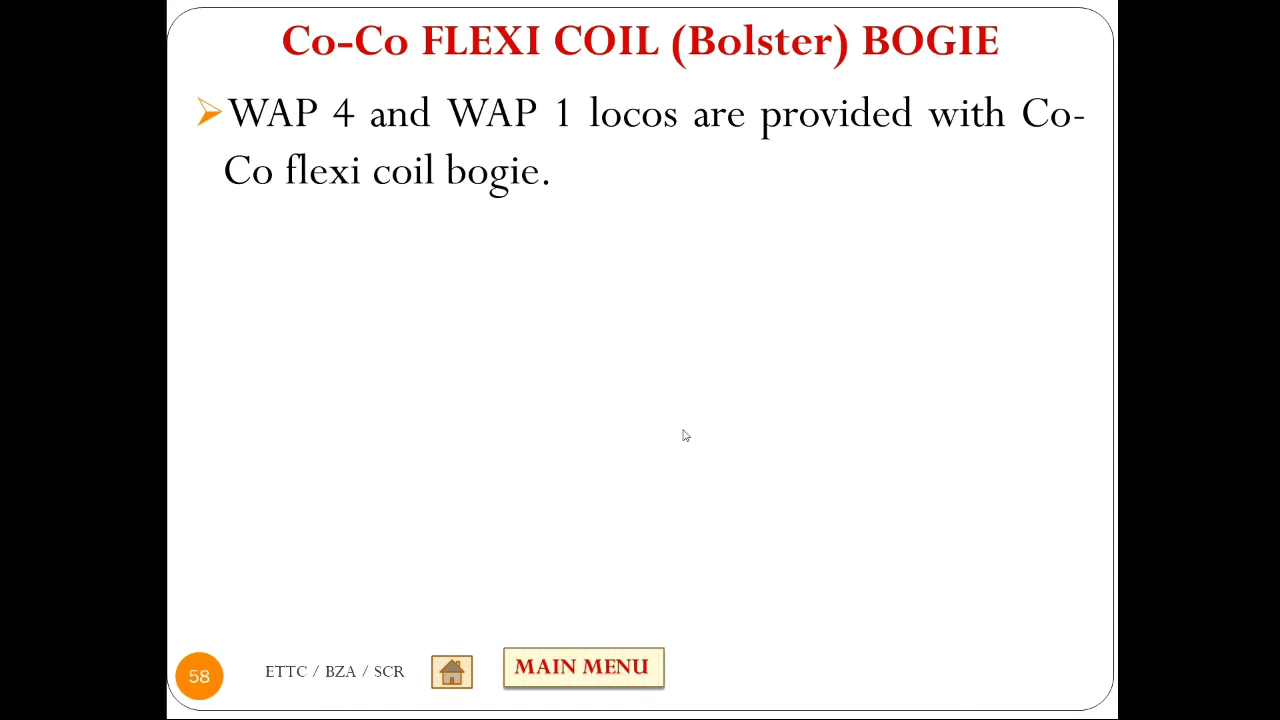 Co-Co FLEXI COIL (Bolster) BOGIE
WAP 4 and WAP 1 locos are provided with Co-
Co flexi coil bogie.
58
ETTC / BZA / SCR
MAIN MENU